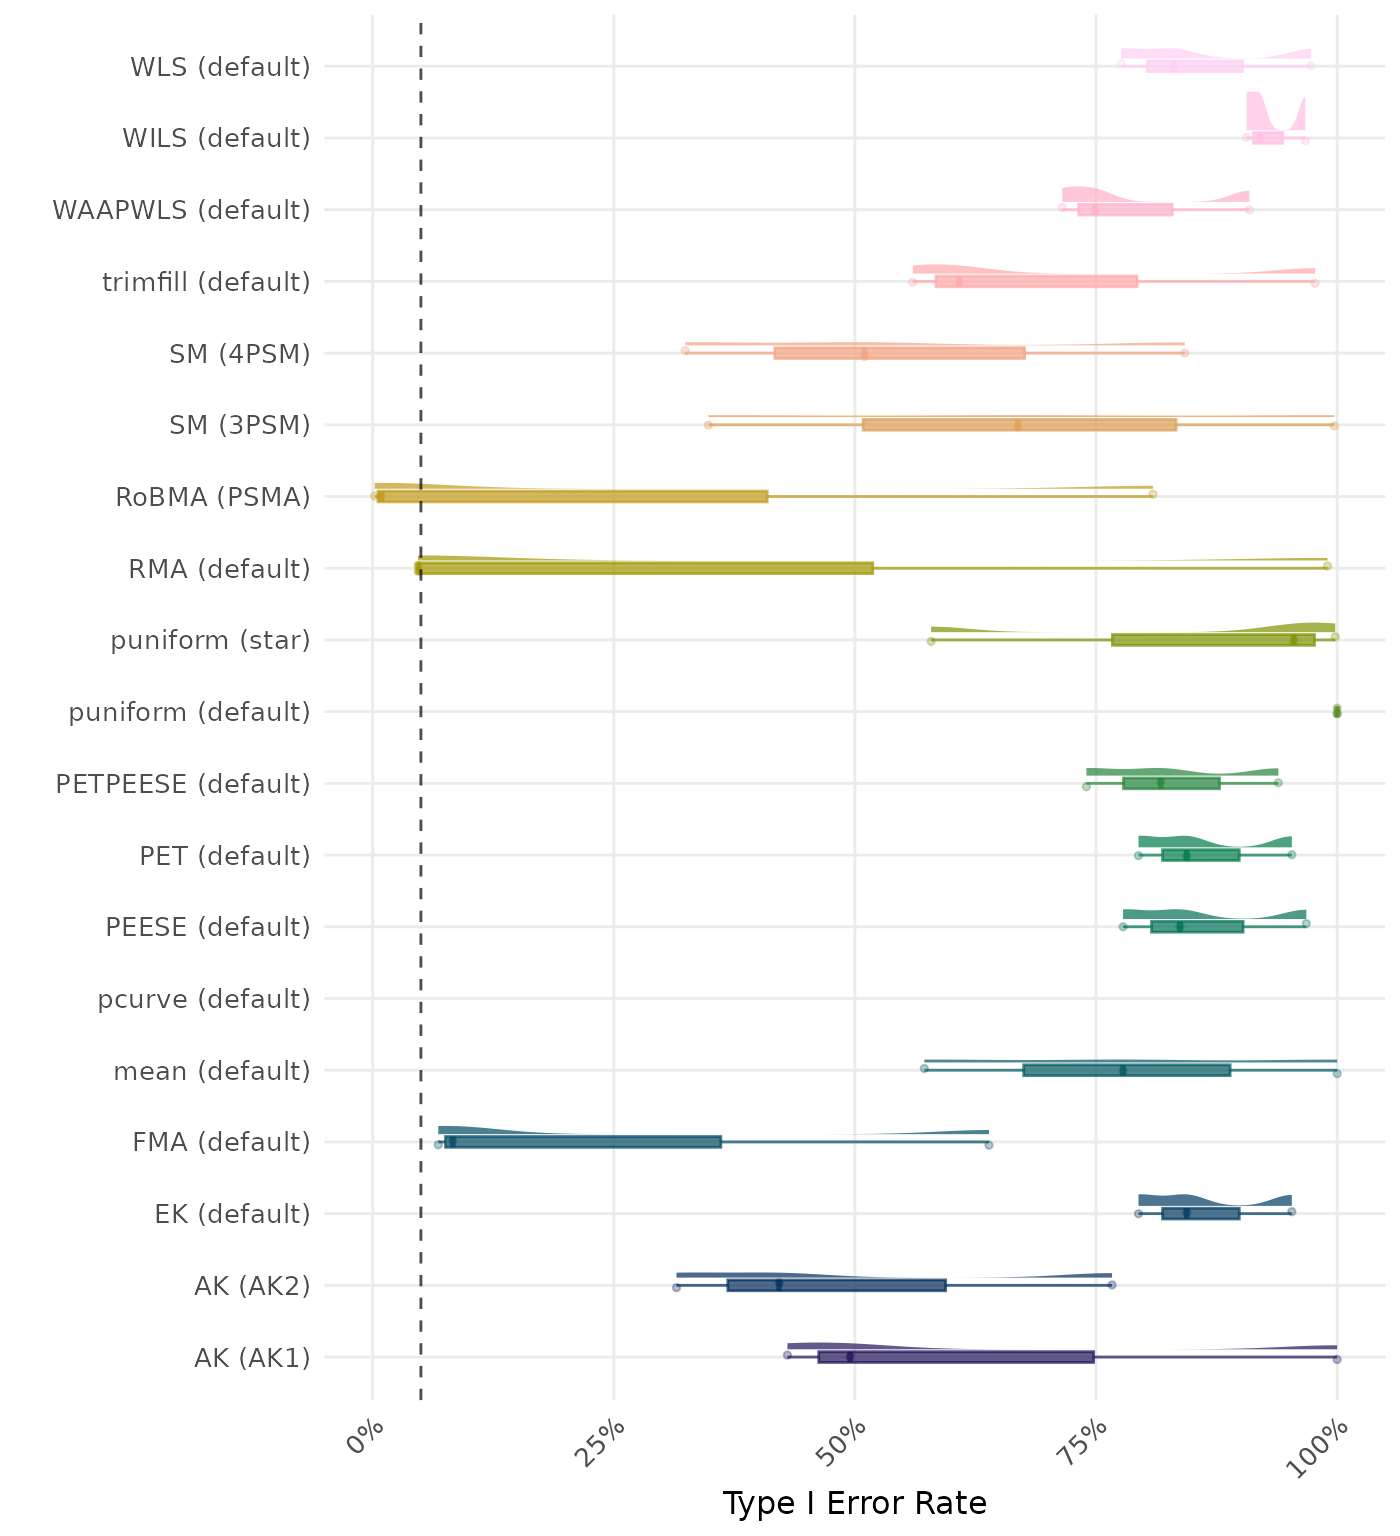 WLS (default)
WILS (default)
WAAPWLS (default)
trimfill (default)
SM (4PSM)
SM (3PSM)
RoBMA (PSMA)
RMA (default)
puniform (star)
puniform (default)
PETPEESE (default)
PET (default)
PEESE (default)
pcurve (default)
mean (default)
FMA (default)
EK (default)
AK (AK2)
AK (AK1)
0%
25%
50%
75%
100%
Type I Error Rate